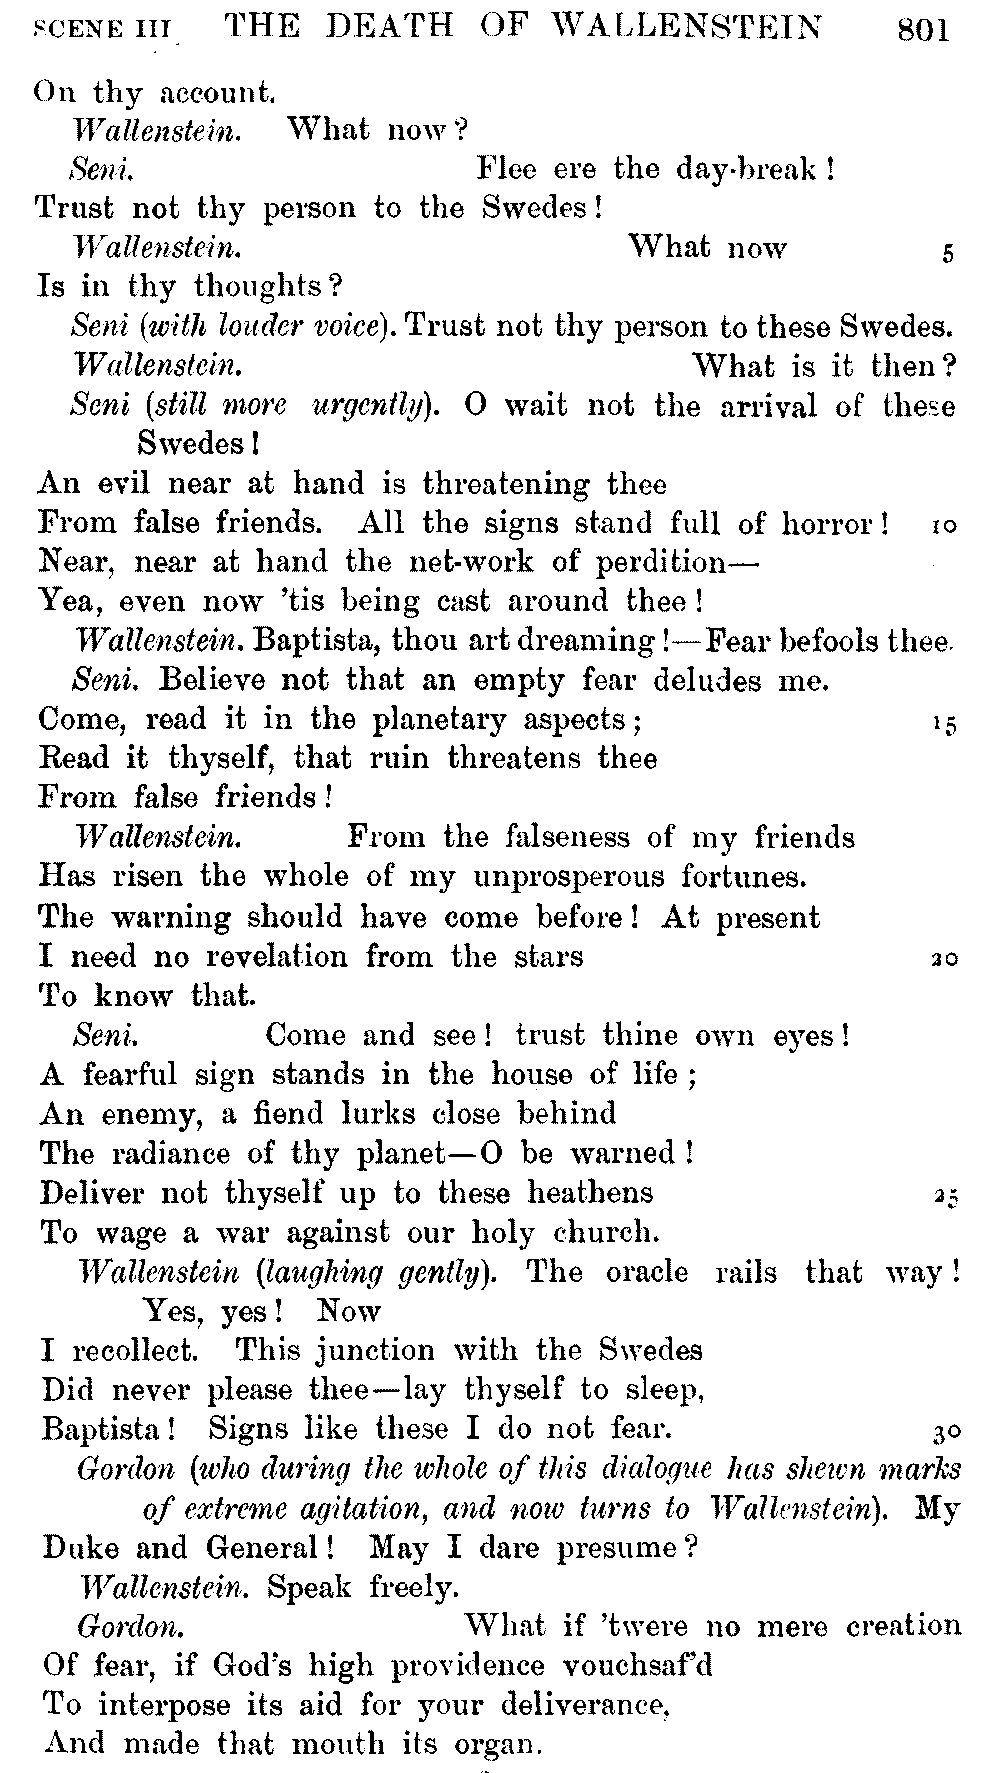 SCENE III THE DEATH OF WALLENSTEIN 801
On thy account.
Wallenstein. What now?
Seni. Flee ere the day-break!
Trust not thy person to the Swedes!
Wallenstein. What now 5
Is in thy thoughts?
Seni (with louder voice). Trust not thy person to these Swedes.
Wallenstein. What is it then?
Seni (still more urgently). O wait not the arrival of these
Swedes!
An evil near at hand is threatening thee
From false friends. All the signs stand full of horror! 10
Near, near at hand the net-work of perdition—
Yea, even now 'tis being cast around thee!
Wallenstein. Baptista, thou art dreaming!—Fear befools thee.
Seni. Believe not that an empty fear deludes me.
Come, read it in the planetary aspects; 15
Read it thyself, that ruin threatens thee
From false friends!
Wallenstein. From the falseness of my friends
Has risen the whole of my unprosperous fortunes.
The warning should have come before! At present
I need no revelation from the stars 20
To know that.
Seni. Come and see! trust thine own eyes!
A fearful sign stands in the house of life;
An enemy, a fiend lurks close behind
The radiance of thy planet—O be warned!
Deliver not thyself up to these heathens 25
To wage a war against our holy church.
Wallenstein (laughing gently). The oracle rails that way!
Yes, yes! Now
I recollect. This junction with the Swedes
Did never please thee—lay thyself to sleep,
Baptista! Signs like these I do not fear. 30
Gordon (who during the whole of this dialogue has shewn marks
of extreme agitation, and now turns to Wallenstein). My
Duke and General! May I dare presume?
Wallenstein. Speak freely.
Gordon. What if 'twere no mere creation
Of fear, if God's high providence vouchsaf'd
To interpose its aid for your deliverance,
And made that mouth its organ.